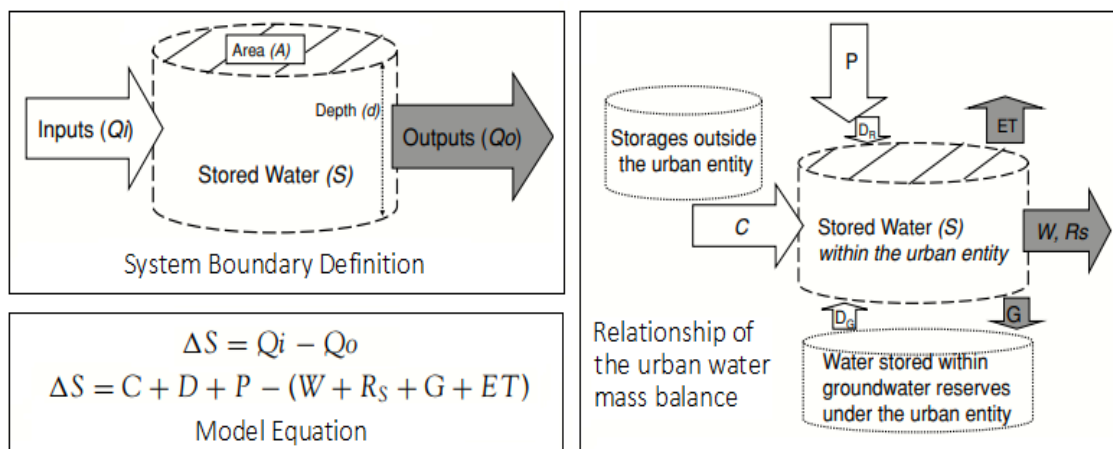 Area (A)
Inputs (Qi)
Depth (d)
Outputs (Qo)
Stored Water (S)
System Boundary Definition
ΔS = Qi − Qo
ΔS = C + D + P − (W + R_S + G + ET)
Model Equation
P
D_R
ET
Storages outside
the urban entity
C
Stored Water (S)
within the urban entity
W, Rs
D_G
G
Relationship of
the urban water
mass balance
Water stored within
groundwater reserves
under the urban entity